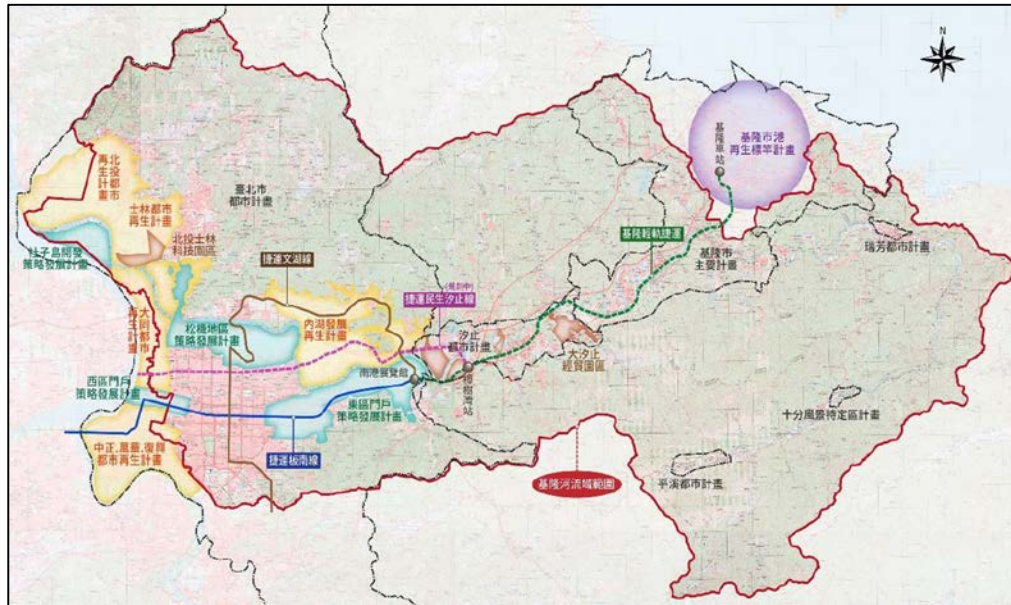 N
基隆市港
再生標竿計畫
基隆車站
北投都市
再生計畫
士林都市
再生計畫
臺北市
都市計畫
北投士林
科技園區
社子島開發
策略發展計畫
基隆輕軌捷運
基隆市
主要計畫
瑞芳都市計畫
捷運文湖線
(規劃中)
捷運民生汐止線
大同都市
再生計畫
松機地區
策略發展計畫
內湖發展
再生計畫
汐止
都市計畫
大汐止
經貿園區
南港展覽館
樟樹灣站
西區門戶
策略發展計畫
東區門戶
策略發展計畫
十分風景特定區計畫
中正、萬華、復興
都市再生計畫
捷運板南線
基隆河流域範圍
平溪都市計畫